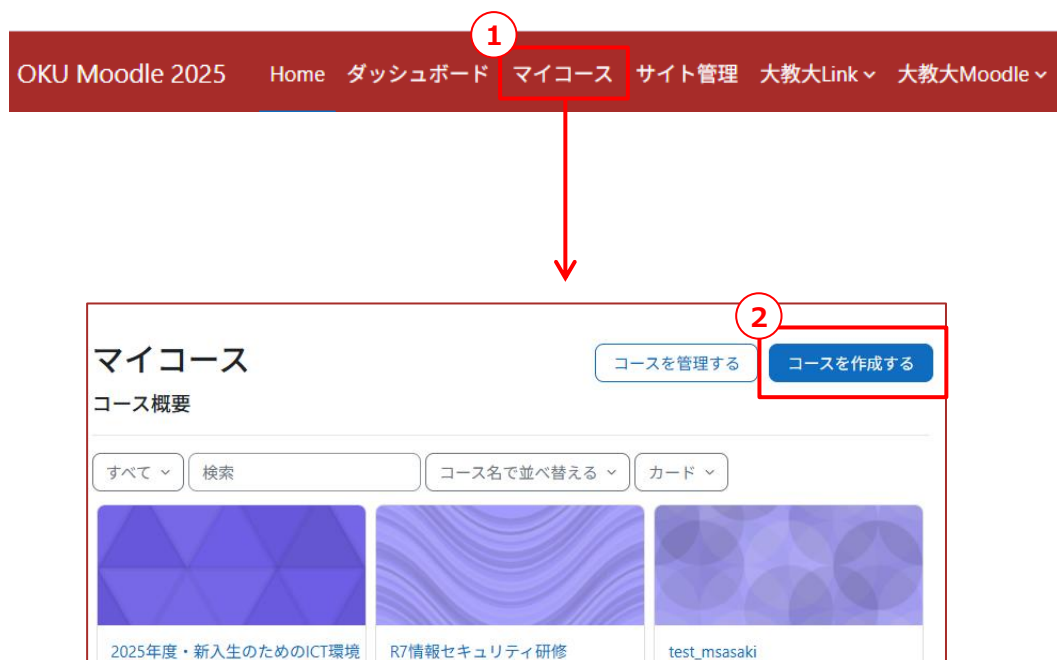 1
OKU Moodle 2025 Home ダッシュボード マイコース サイト管理 大教大Link 大教大Moodle
2
マイコース コースを管理する コースを作成する
コース概要
すべて 検索 コース名で並べ替える カード
2025年度・新入生のためのICT環境 R7情報セキュリティ研修 test_msasaki